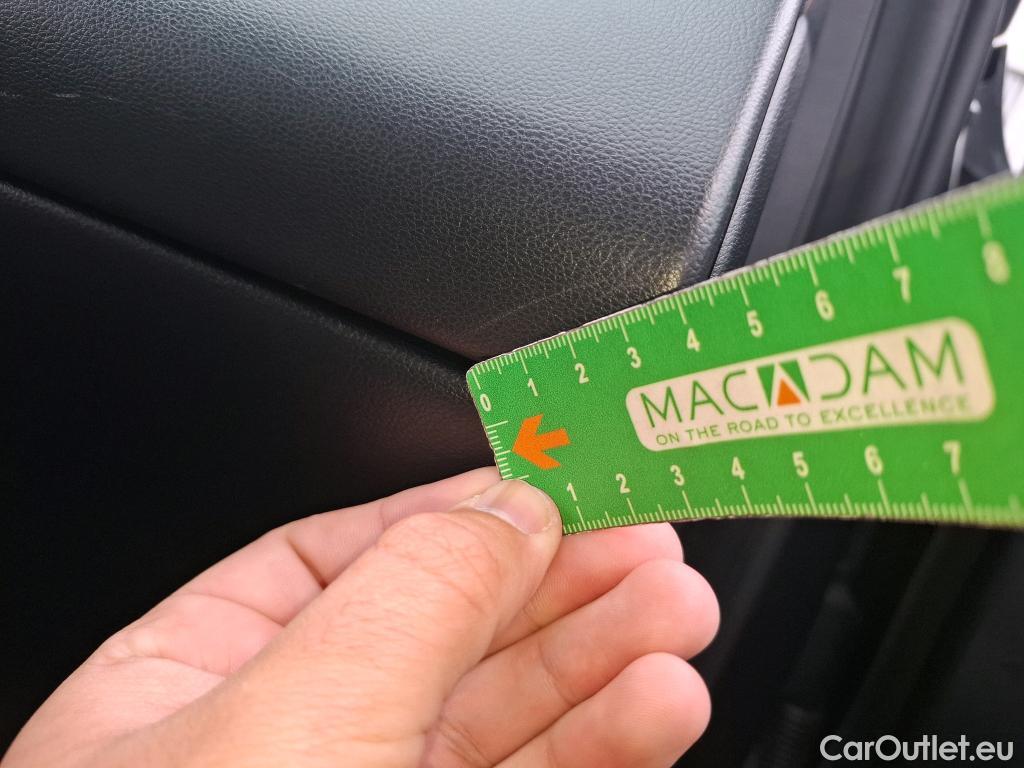 0 1 2 3 4 5 6 7 8
MACADAM
ON THE ROAD TO EXCELLENCE
1 2 3 4 5 6 7
CarOutlet.eu